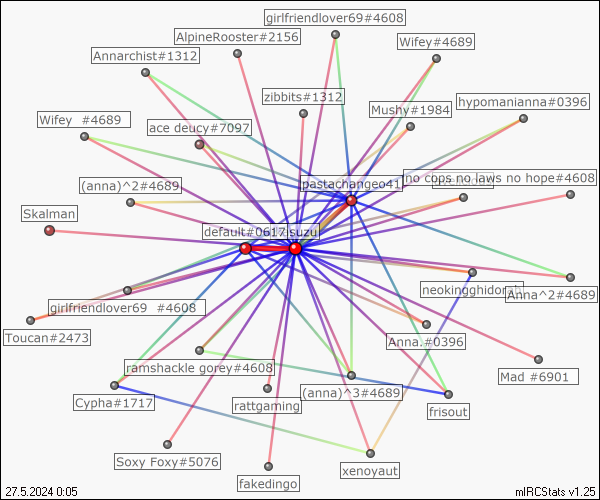 girlfriendlover69#4608
AlpineRooster#2156
Wifey#4689
Annarchist#1312
zibbits#1312
hypomanianna#0396
Mushy#1984
Wifey #4689
ace deucy#7097
pastachangeo41
no cons no laws no hope#4608
(anna)^2#4689
Skalman
default#0617
suzu
neokingghidorah
Anna^2#4689
girlfriendlover69 #4608
Toucan#2473
Anna.#0396
ramshackle gorey#4608
Mad #6901
(anna)^3#4689
Cypha#1717
rattgaming
frisout
Soxy Foxy#5076
xenoyaut
fakedingo
27.5.2024 0:05
mIRCStats v1.25